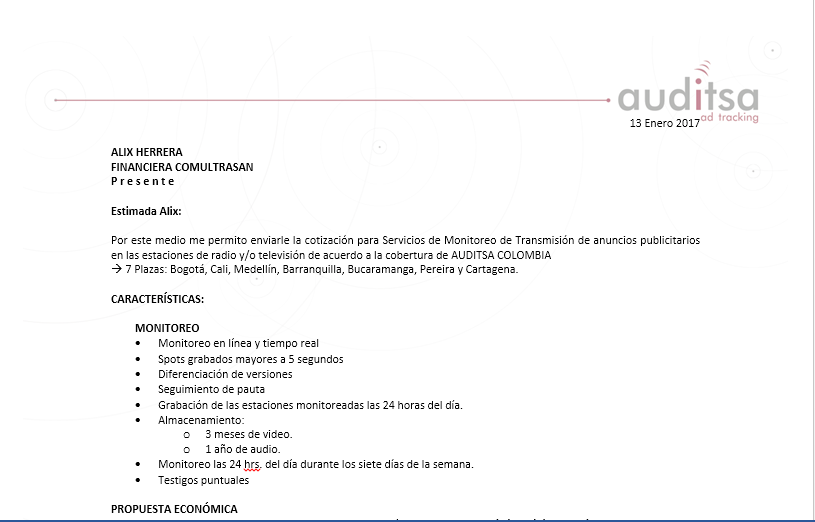 auditsa
ad tracking
13 Enero 2017
ALIX HERRERA
FINANCIERA COMULTRASAN
Presente
Estimada Alix:
Por este medio me permito enviarle la cotización para Servicios de Monitoreo de Transmisión de anuncios publicitarios
en las estaciones de radio y/o televisión de acuerdo a la cobertura de AUDITSA COLOMBIA
→ 7 Plazas: Bogotá, Cali, Medellín, Barranquilla, Bucaramanga, Pereira y Cartagena.
CARACTERÍSTICAS:
MONITOREO
• Monitoreo en línea y tiempo real
• Spots grabados mayores a 5 segundos
• Diferenciación de versiones
• Seguimiento de pauta
• Grabación de las estaciones monitoreadas las 24 horas del día.
• Almacenamiento:
o 3 meses de video.
o 1 año de audio.
• Monitoreo las 24 hrs. del día durante los siete días de la semana.
• Testigos puntuales
PROPUESTA ECONÓMICA